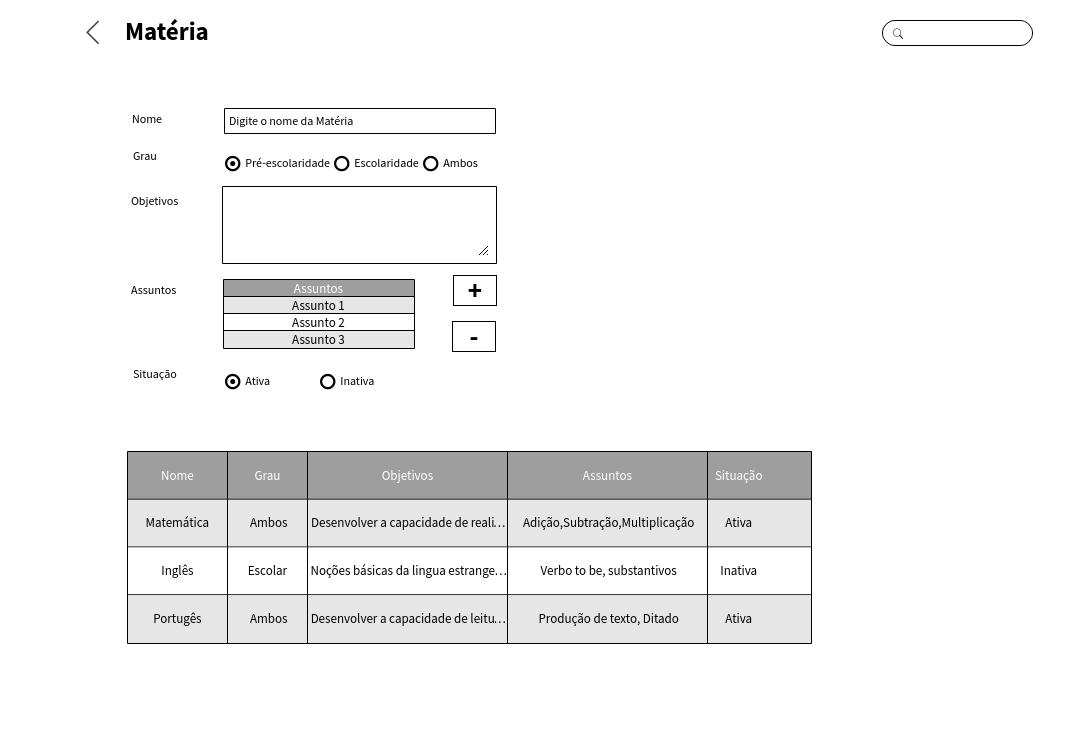 Matéria
Nome
Digite o nome da Matéria
Grau
Pré-escolaridade Escolaridade Ambos
Objetivos
Assuntos
Assuntos
+
Assunto 1
Assunto 2
Assunto 3
-
Situação
Ativa Inativa
Nome Grau Objetivos Assuntos Situação
Matemática Ambos Desenvolver a capacidade de reali... Adição,Subtração,Multiplicação Ativa
Inglês Escolar Noções básicas da lingua estrange... Verbo to be, substantivos Inativa
Portugês Ambos Desenvolver a capacidade de leitu... Produção de texto, Ditado Ativa